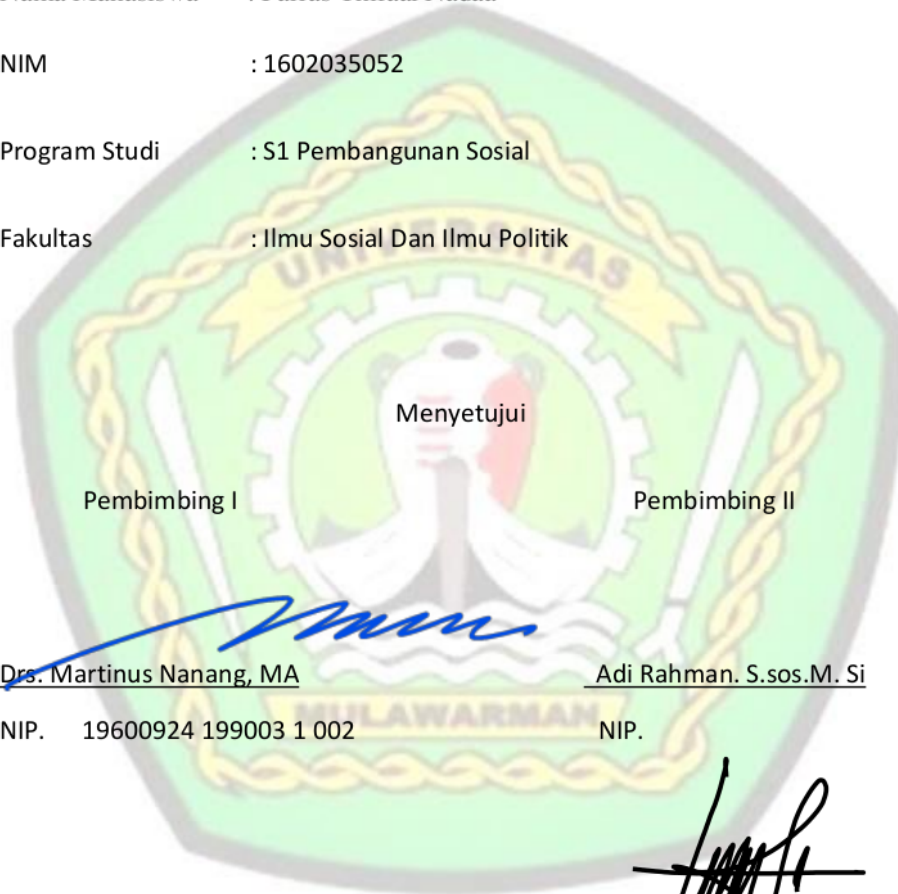 NIM : 1602035052
Program Studi : S1 Pembangunan Sosial
Fakultas : Ilmu Sosial Dan Ilmu Politik
UNIVERSITAS
Menyetujui
Pembimbing I Pembimbing II
Drs. Martinus Nanang, MA Adi Rahman. S.sos.M. Si
MULAWARMAN
NIP. 19600924 199003 1 002 NIP.